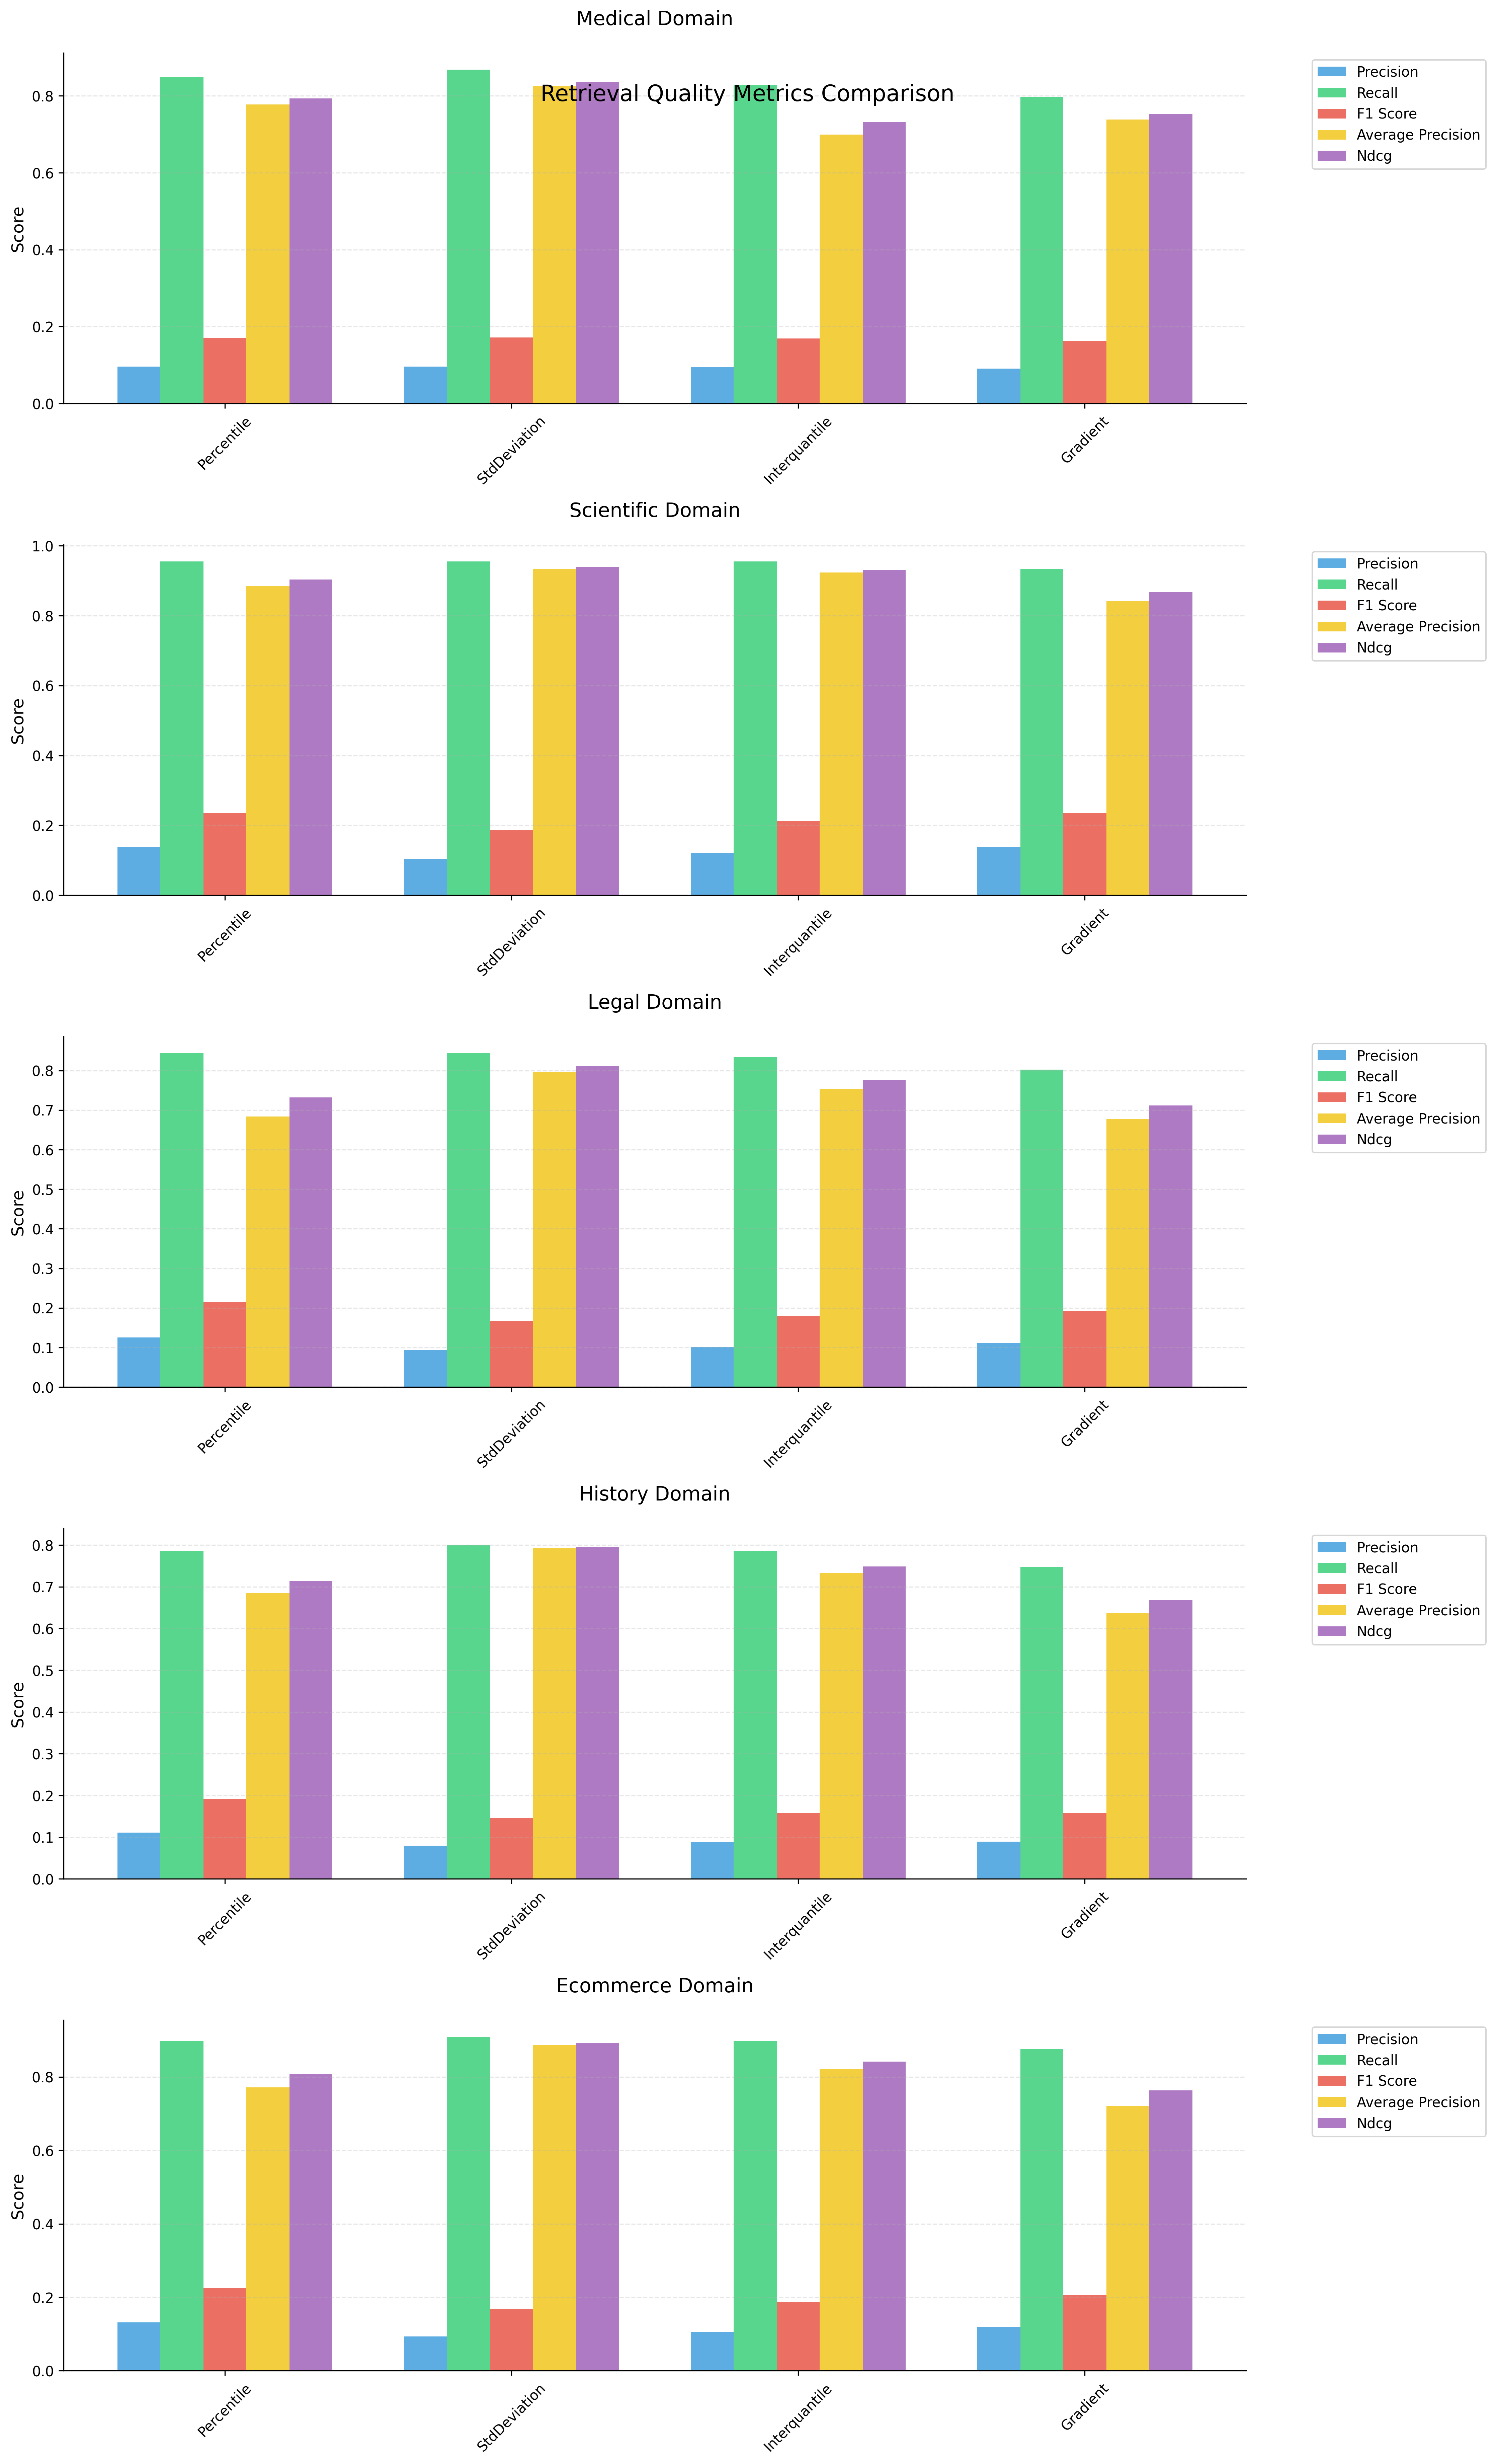 Medical Domain
Retrieval Quality Metrics Comparison
Score
0.8
0.6
0.4
0.2
0.0
Percentile
StdDeviation
Interquantile
Gradient
Precision
Recall
F1 Score
Average Precision
Ndcg
Scientific Domain
Score
1.0
0.8
0.6
0.4
0.2
0.0
Percentile
StdDeviation
Interquantile
Gradient
Precision
Recall
F1 Score
Average Precision
Ndcg
Legal Domain
Score
0.8
0.7
0.6
0.5
0.4
0.3
0.2
0.1
0.0
Percentile
StdDeviation
Interquantile
Gradient
Precision
Recall
F1 Score
Average Precision
Ndcg
History Domain
Score
0.8
0.7
0.6
0.5
0.4
0.3
0.2
0.1
0.0
Percentile
StdDeviation
Interquantile
Gradient
Precision
Recall
F1 Score
Average Precision
Ndcg
Ecommerce Domain
Score
0.8
0.6
0.4
0.2
0.0
Percentile
StdDeviation
Interquantile
Gradient
Precision
Recall
F1 Score
Average Precision
Ndcg